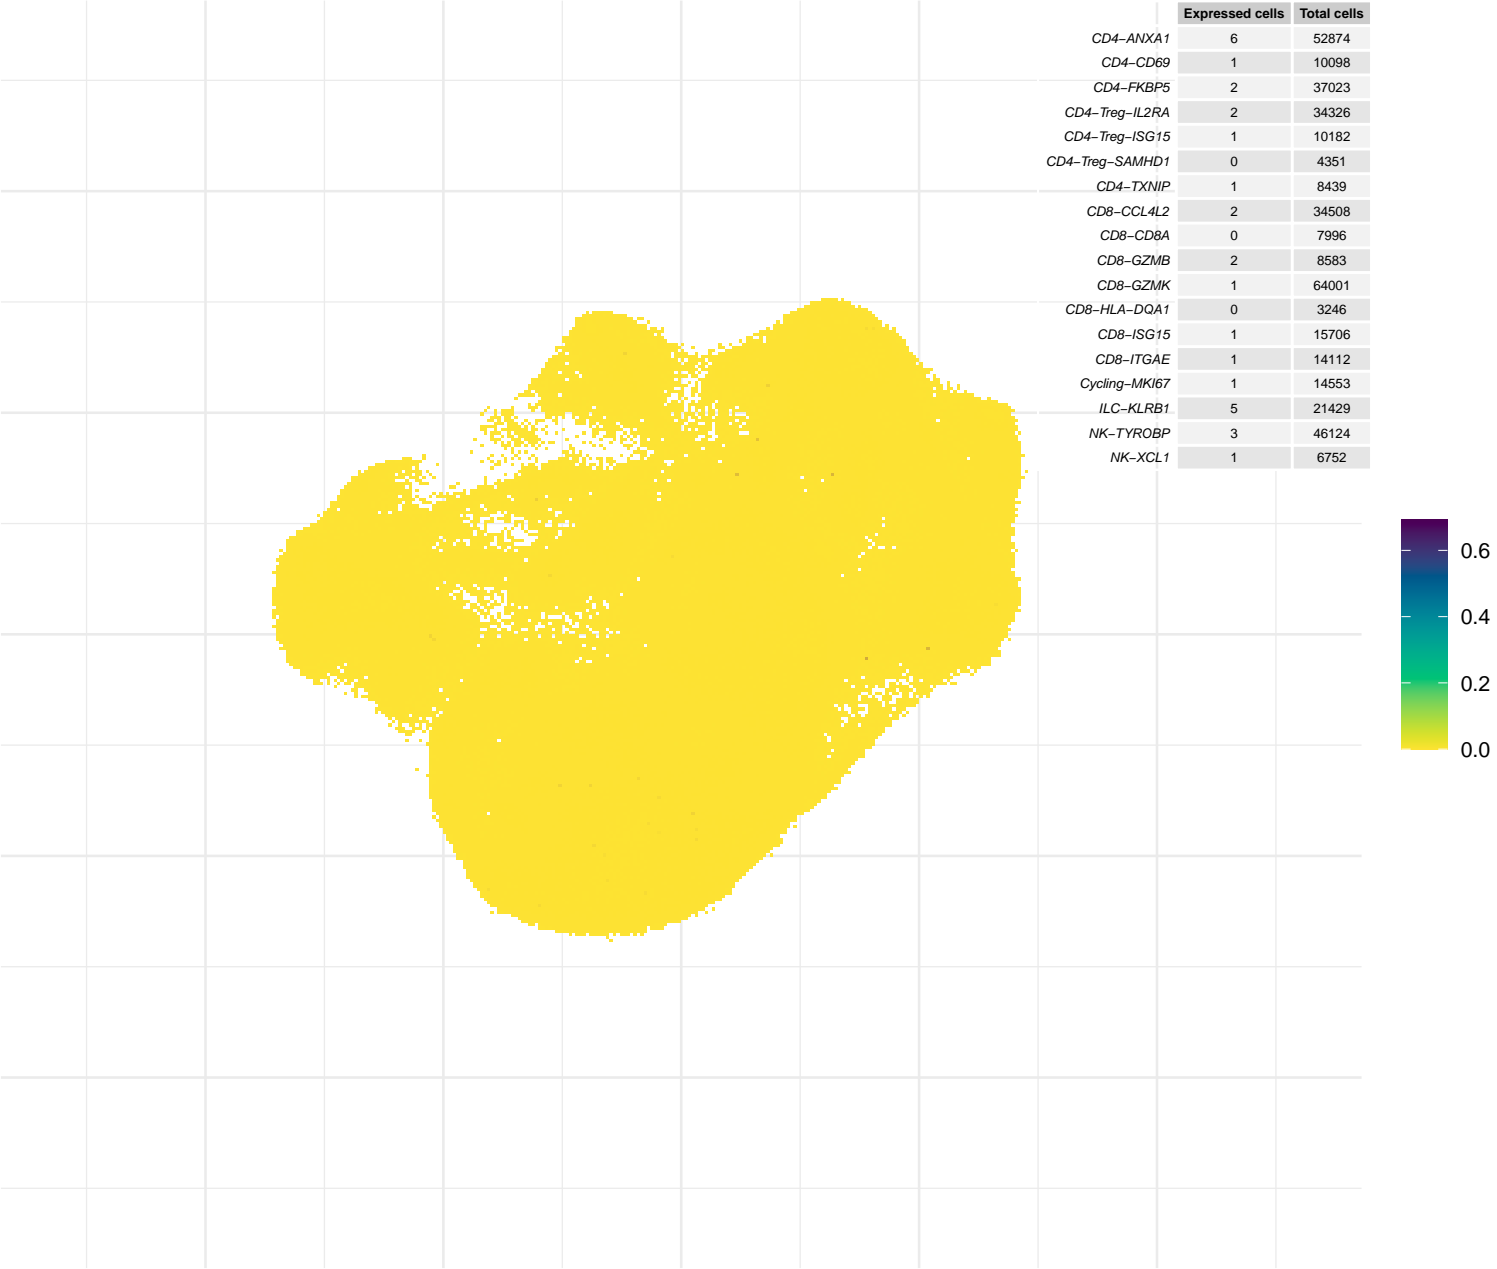 Expressed cells Total cells
CD4−ANXA1 6 52874
CD4−CD69 1 10098
CD4−FKBP5 2 37023
CD4−Treg−IL2RA 2 34326
CD4−Treg−ISG15 1 10182
CD4−Treg−SAMHD1 0 4351
CD4−TXNIP 1 8439
CD8−CCL4L2 2 34508
CD8−CD8A 0 7996
CD8−GZMB 2 8583
CD8−GZMK 1 64001
CD8−HLA−DQA1 0 3246
CD8−ISG15 1 15706
CD8−ITGAE 1 14112
Cycling−MKI67 1 14553
ILC−KLRB1 5 21429
NK−TYROBP 3 46124
NK−XCL1 1 6752
0.6
0.4
0.2
0.0